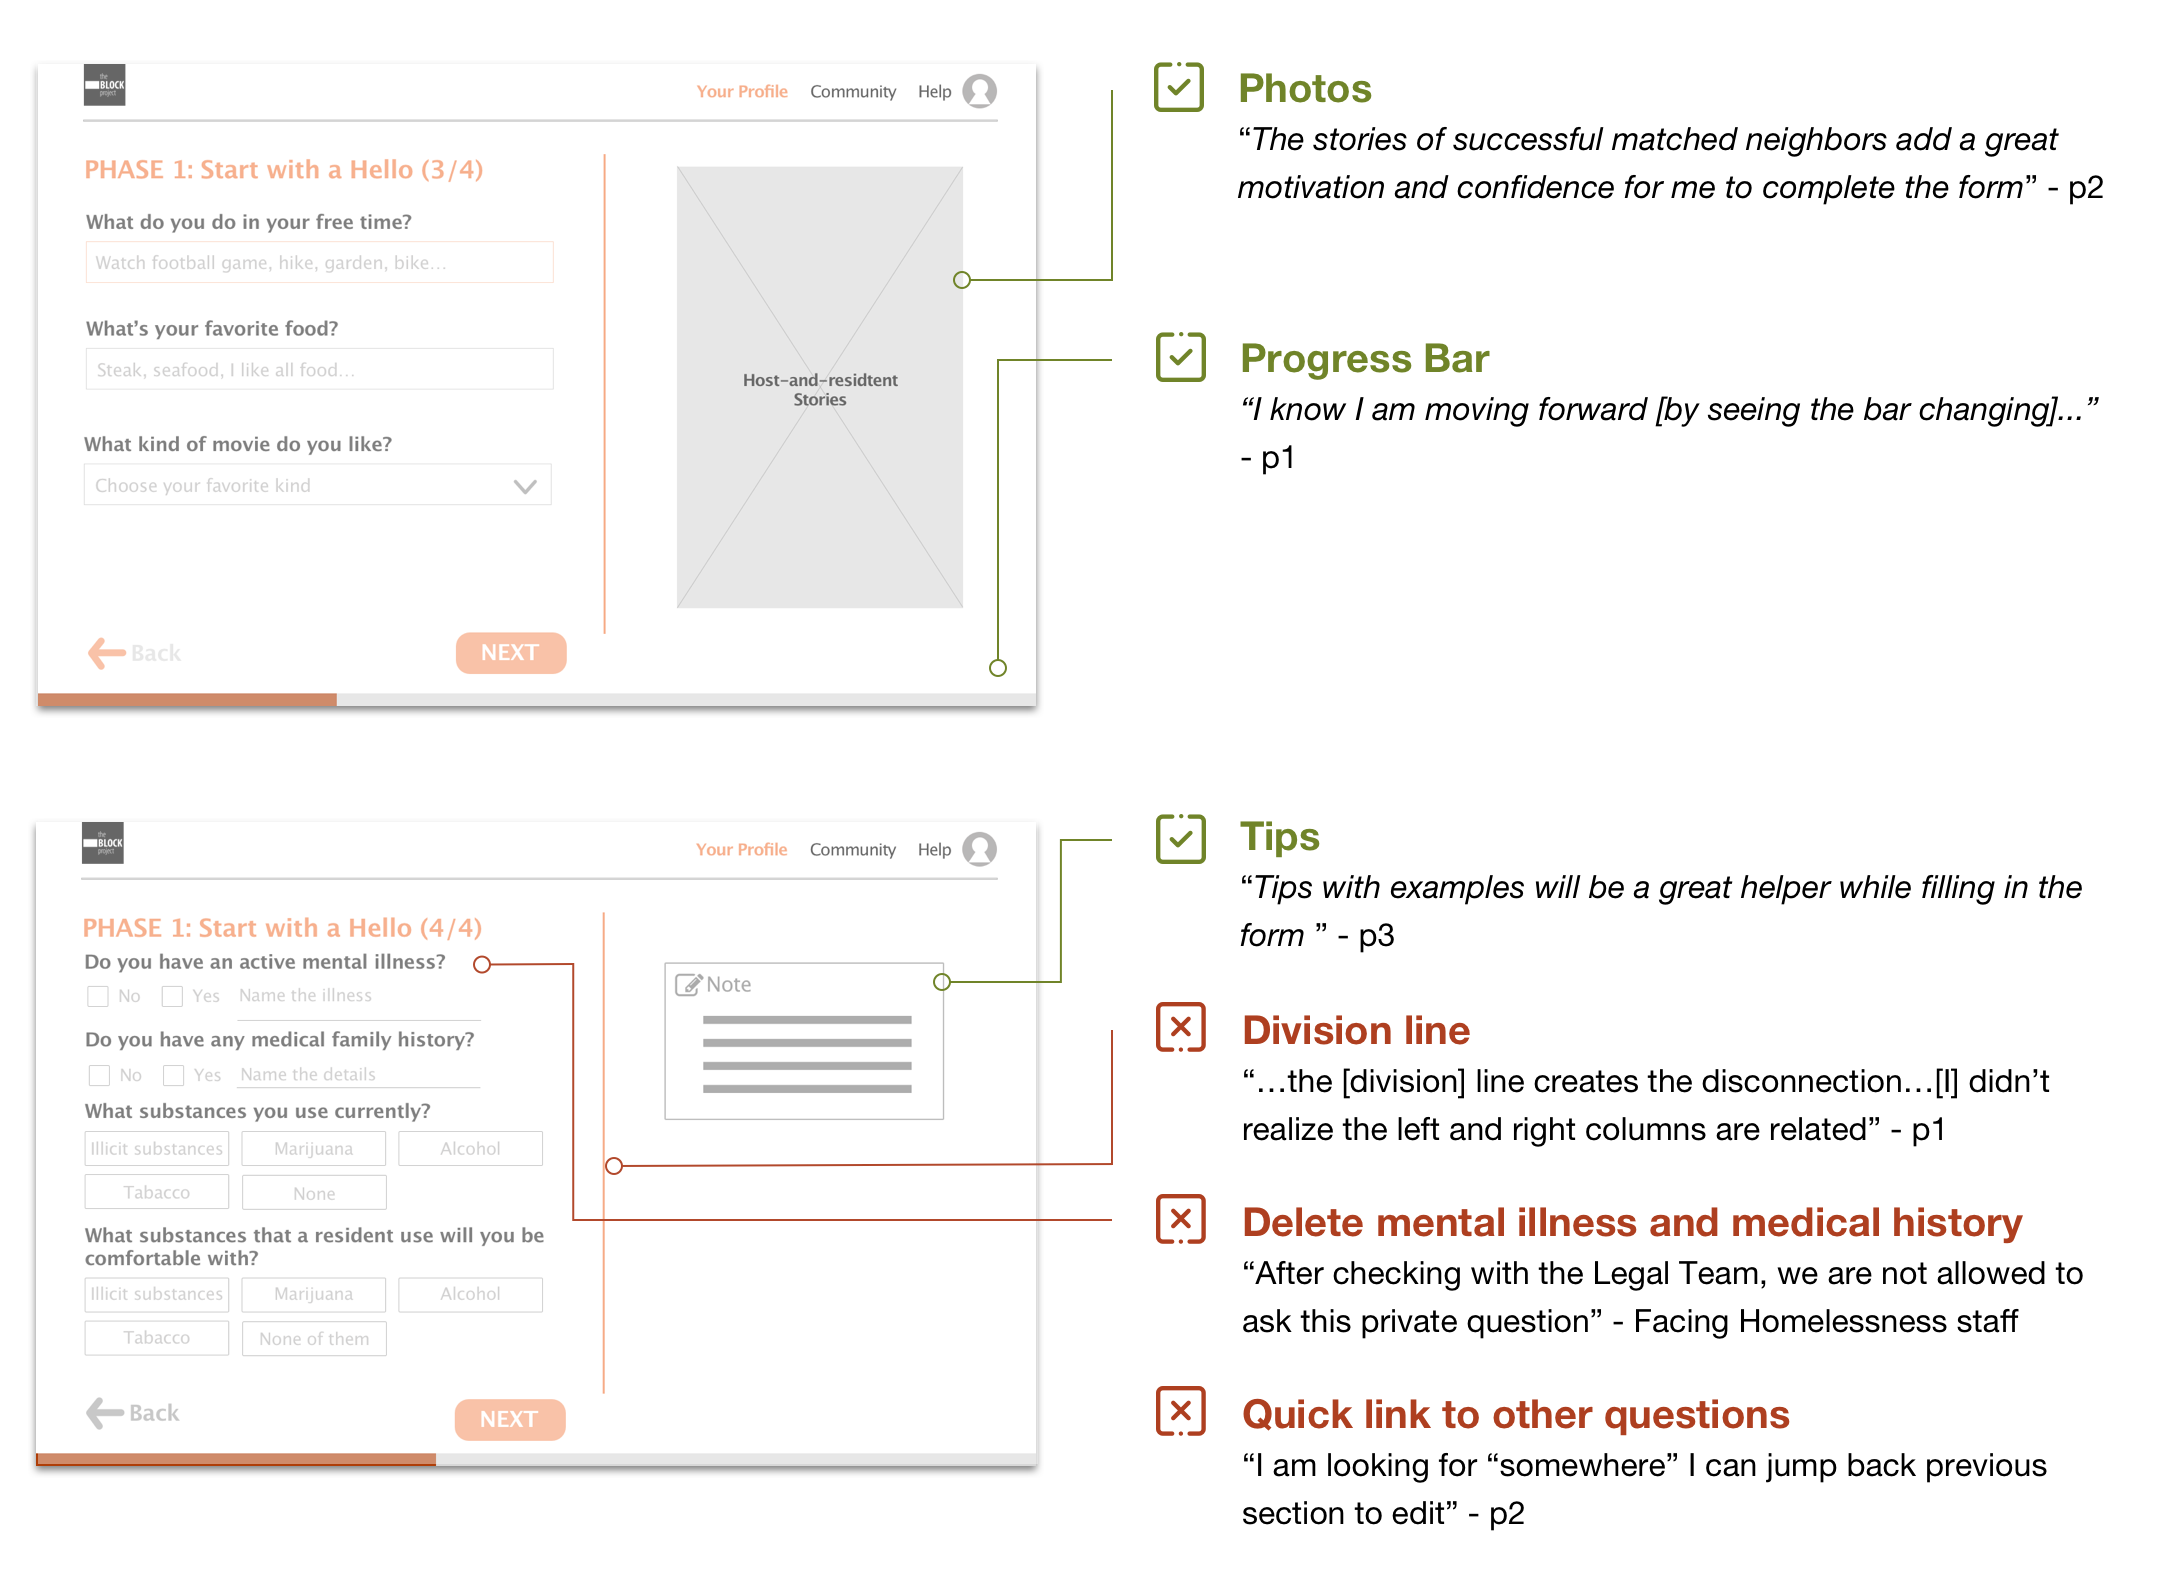 the
BLOCK
project
Your Profile Community Help
PHASE 1: Start with a Hello (3/4)
What do you do in your free time?
Watch football game, hike, garden, bike...
What's your favorite food?
Steak, seafood, I like all food...
What kind of movie do you like?
Choose your favorite kind
Back
NEXT
Host-and-residtent
Stories
Photos
“The stories of successful matched neighbors add a great
motivation and confidence for me to complete the form” - p2
Progress Bar
“I know I am moving forward [by seeing the bar changing]...”
- p1
the
BLOCK
project
Your Profile Community Help
PHASE 1: Start with a Hello (4/4)
Do you have an active mental illness?
No Yes Name the illness
Do you have any medical family history?
No Yes Name the details
What substances you use currently?
Illicit substances Marijuana Alcohol
Tabacco None
What substances that a resident use will you be
comfortable with?
Illicit substances Marijuana Alcohol
Tabacco None of them
Back
NEXT
Note
Tips
“Tips with examples will be a great helper while filling in the
form ” - p3
Division line
“…the [division] line creates the disconnection…[I] didn’t
realize the left and right columns are related” - p1
Delete mental illness and medical history
“After checking with the Legal Team, we are not allowed to
ask this private question” - Facing Homelessness staff
Quick link to other questions
“I am looking for “somewhere” I can jump back previous
section to edit” - p2